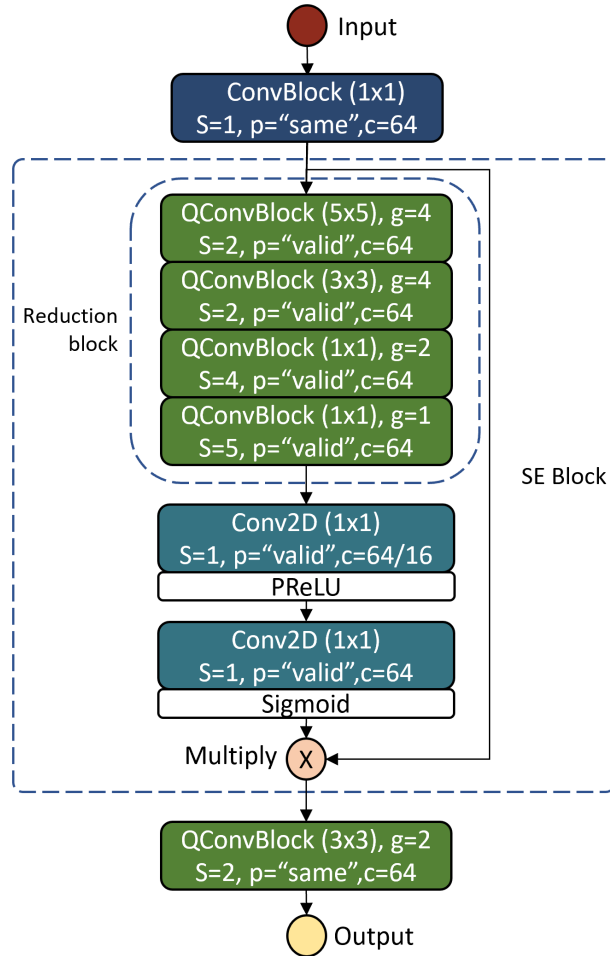 Input
ConvBlock (1x1)
S=1, p=“same”,c=64
QConvBlock (5x5), g=4
S=2, p=“valid”,c=64
QConvBlock (3x3), g=4
S=2, p=“valid”,c=64
Reduction
block
QConvBlock (1x1), g=2
S=4, p=“valid”,c=64
QConvBlock (1x1), g=1
S=5, p=“valid”,c=64
SE Block
Conv2D (1x1)
S=1, p=“valid”,c=64/16
PReLU
Conv2D (1x1)
S=1, p=“valid”,c=64
Sigmoid
Multiply X
QConvBlock (3x3), g=2
S=2, p=“same”,c=64
Output